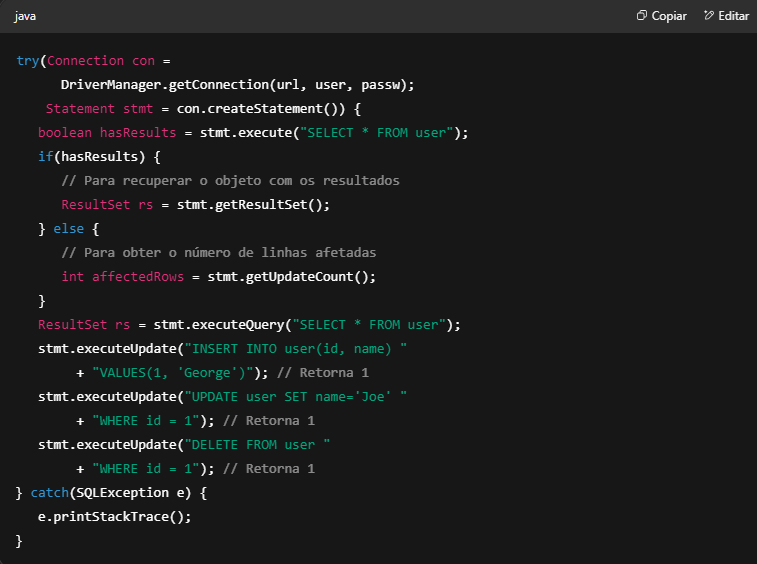 java
Copiar
Editar
try(Connection con =
DriverManager.getConnection(url, user, passw);
Statement stmt = con.createStatement()) {
boolean hasResults = stmt.execute("SELECT * FROM user");
if(hasResults) {
// Para recuperar o objeto com os resultados
ResultSet rs = stmt.getResultSet();
} else {
// Para obter o número de linhas afetadas
int affectedRows = stmt.getUpdateCount();
}
ResultSet rs = stmt.executeQuery("SELECT * FROM user");
stmt.executeUpdate("INSERT INTO user(id, name) "
+ "VALUES(1, 'George')"); // Retorna 1
stmt.executeUpdate("UPDATE user SET name='Joe' "
+ "WHERE id = 1"); // Retorna 1
stmt.executeUpdate("DELETE FROM user "
+ "WHERE id = 1"); // Retorna 1
} catch(SQLException e) {
e.printStackTrace();
}